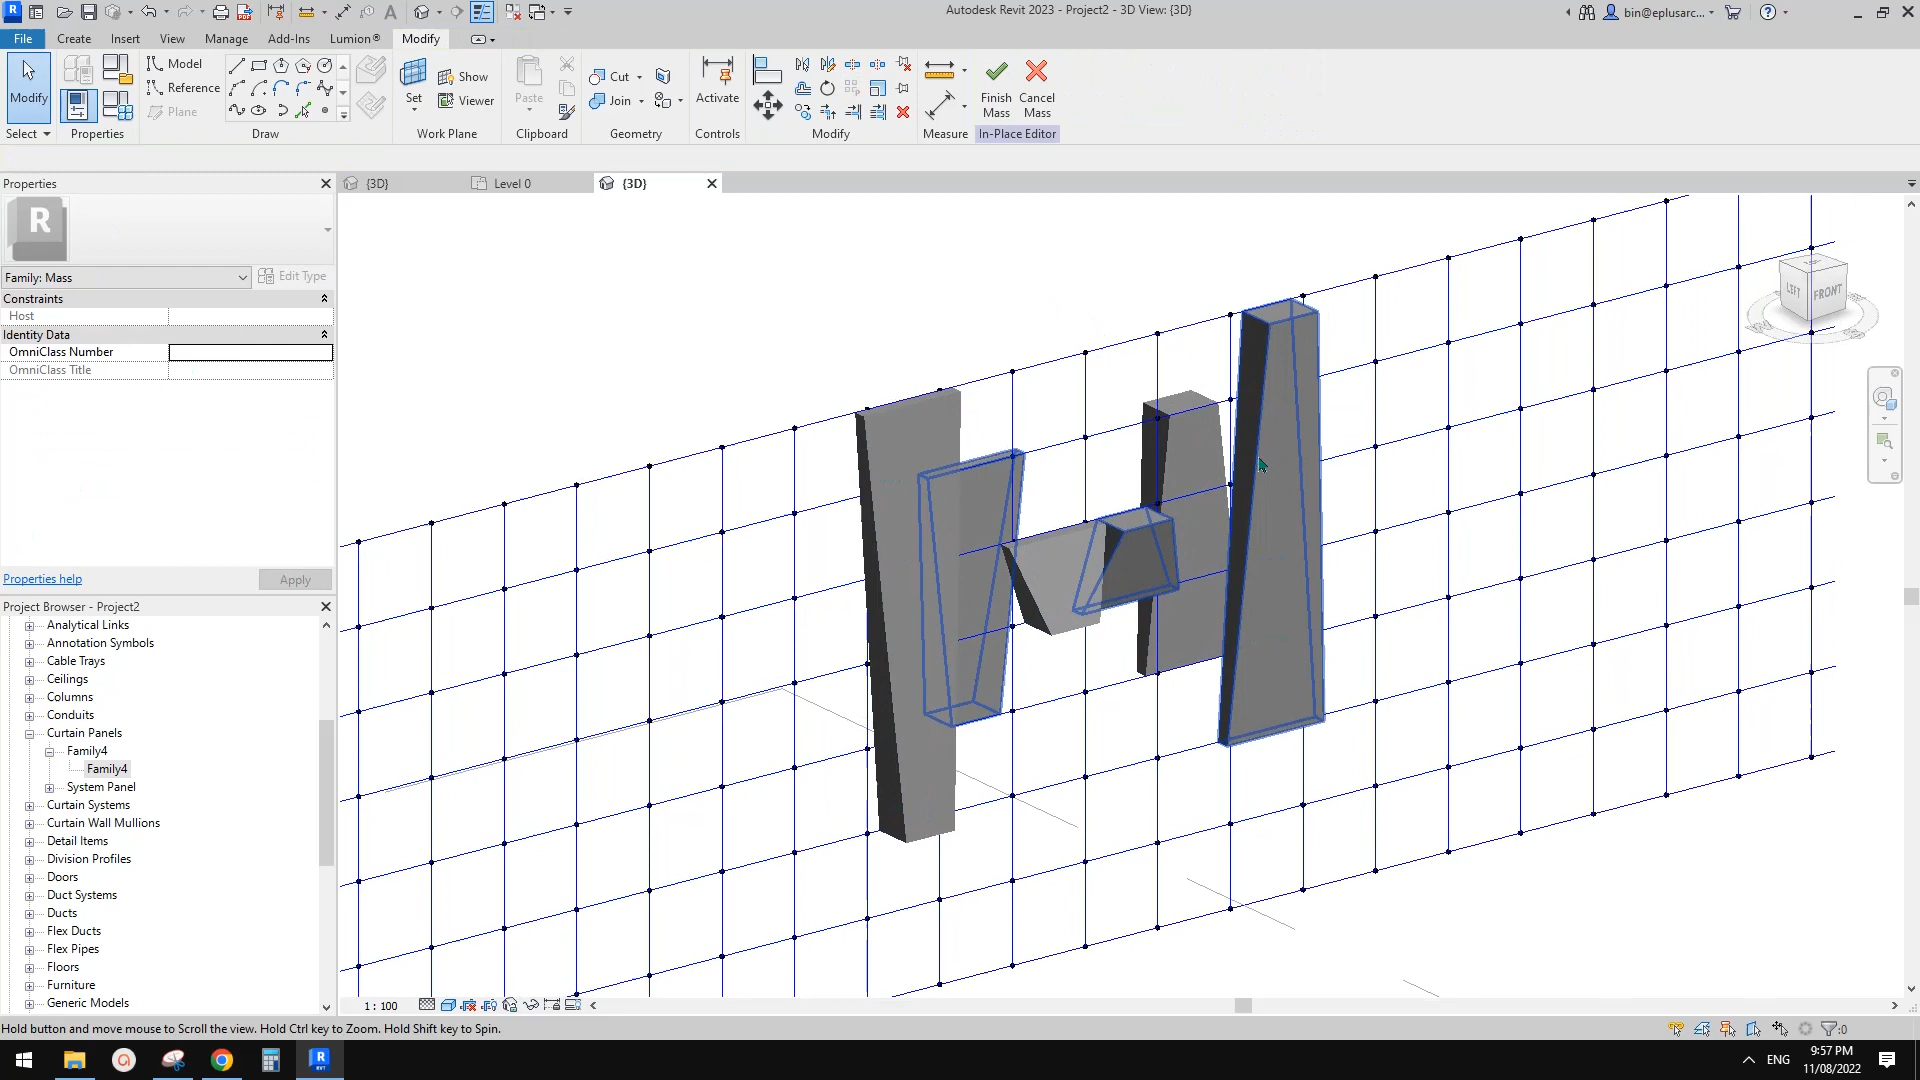 Autodesk Revit 2023 - Project2 - 3D View: {3D}
bin@eplusarc...
File
Create
Insert
View
Manage
Add-Ins
Lumion®
Modify
Modify
Select
Properties
Model
Reference
Plane
Draw
Set
Show
Viewer
Work Plane
Paste
Clipboard
Cut
Join
Geometry
Activate
Controls
Modify
Measure
Finish
Mass
Cancel
Mass
In-Place Editor
Properties
{3D}
Level 0
{3D}
R
Family: Mass
Edit Type
Constraints
Host
Identity Data
OmniClass Number
OmniClass Title
Properties help
Apply
Project Browser - Project2
Analytical Links
Annotation Symbols
Cable Trays
Ceilings
Columns
Conduits
Curtain Panels
Family4
Family4
System Panel
Curtain Systems
Curtain Wall Mullions
Detail Items
Division Profiles
Doors
Duct Systems
Ducts
Flex Ducts
Flex Pipes
Floors
Furniture
Generic Models
LEFT
FRONT
1 : 100
Hold button and move mouse to Scroll the view. Hold Ctrl key to Zoom. Hold Shift key to Spin.
:0
ENG
9:57 PM
11/08/2022